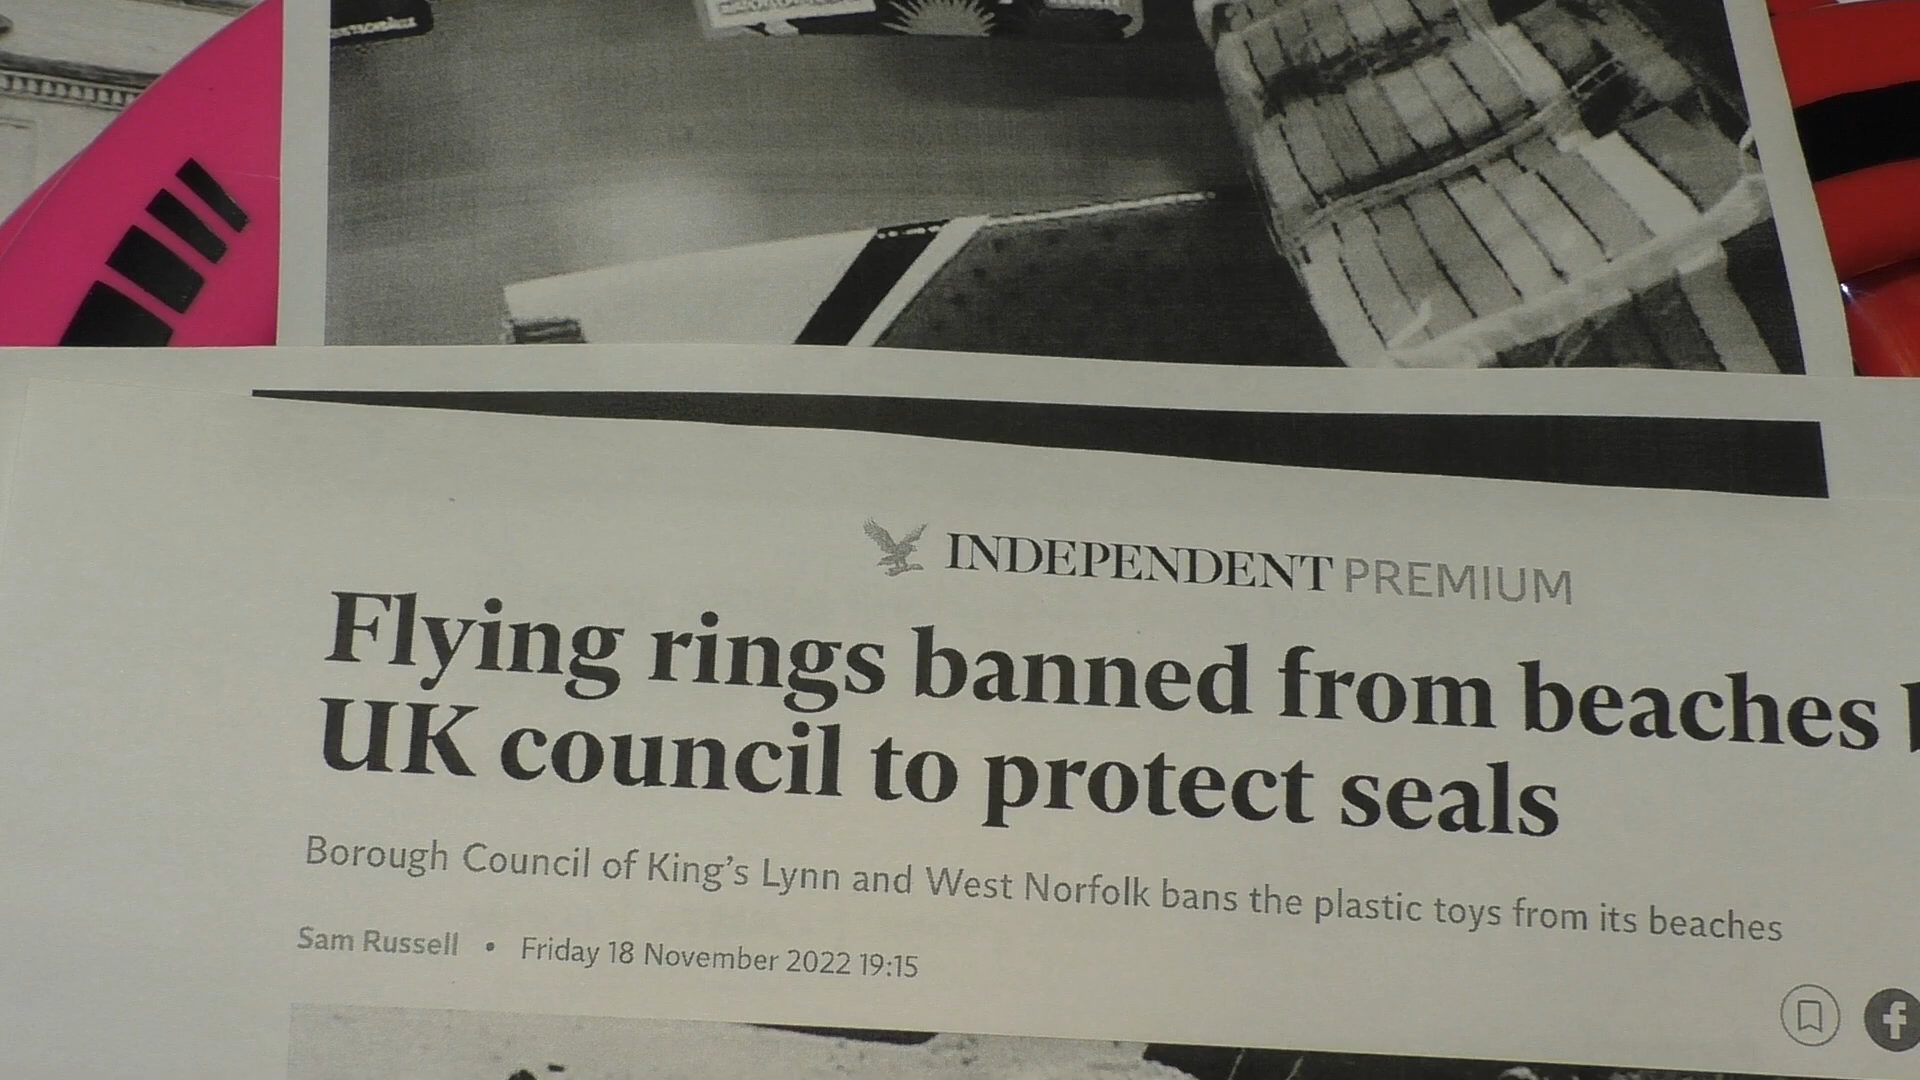 INDEPENDENT PREMIUM
Flying rings banned from beaches
UK council to protect seals
Borough Council of King's Lynn and West Norfolk bans the plastic toys from its beaches
Sam Russell • Friday 18 November 2022 19:15